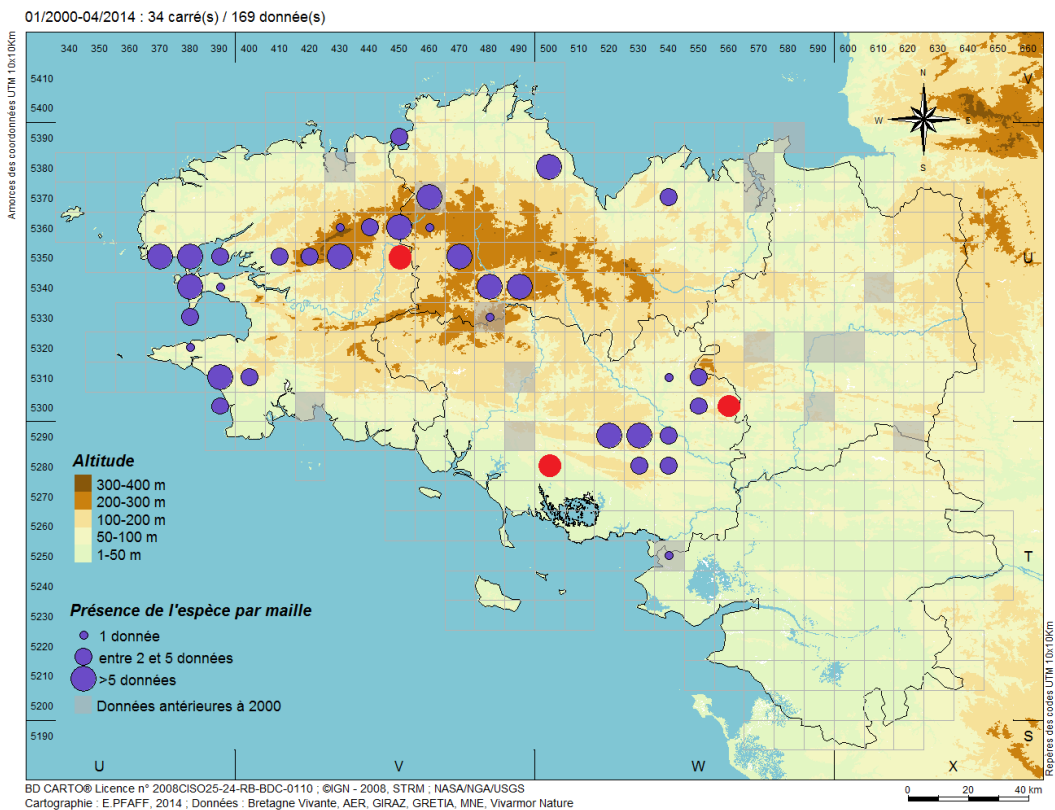 01/2000-04/2014 : 34 carré(s) / 169 donnée(s)
340 350 360 370 380 390 400 410 420 430 440 450 460 470 480 490 500 510 520 530 540 550 560 570 580 590 600 610 620 630 640 650 660
Amorces des coordonnées UTM 10x10Km
5410
5400
5390
5380
5370
5360
5350
5340
5330
5320
5310
5300
5290
5280
5270
5260
5250
5240
5230
5220
5210
5200
5190
N
W
E
S
V
U
T
S
Repères des codes UTM 10x10Km
Altitude
300-400 m
200-300 m
100-200 m
50-100 m
1-50 m
Présence de l'espèce par maille
1 donnée
entre 2 et 5 données
>5 données
Données antérieures à 2000
U V W X
BD CARTO® Licence n° 2008CISO25-24-RB-BDC-0110 ; ©IGN - 2008, STRM ; NASA/NGA/USGS
Cartographie : E.PFAFF, 2014 ; Données : Bretagne Vivante, AER, GIRAZ, GRETIA, MNE, Vivarmor Nature
0 20 40 km